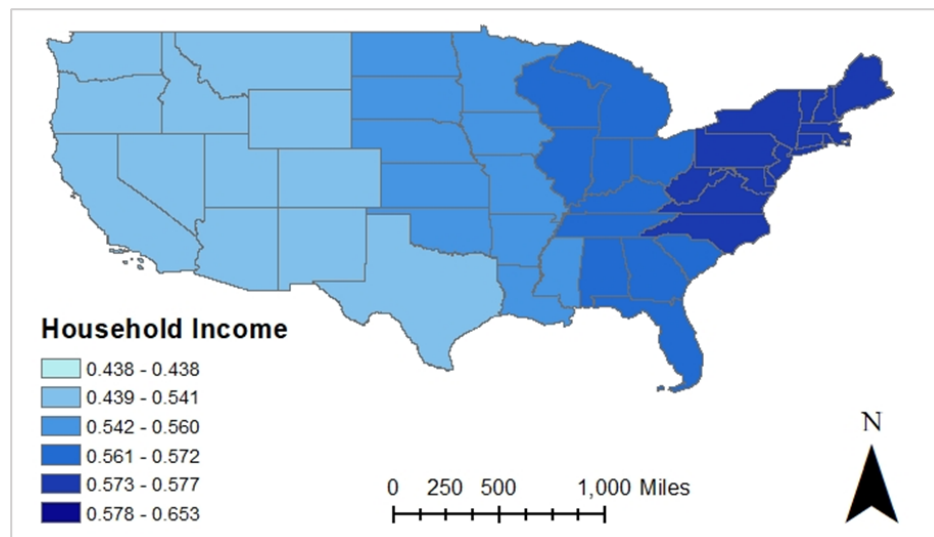 Household Income
0.438 - 0.438
0.439 - 0.541
0.542 - 0.560
0.561 - 0.572
0.573 - 0.577
0.578 - 0.653
0 250 500 1,000 Miles
N